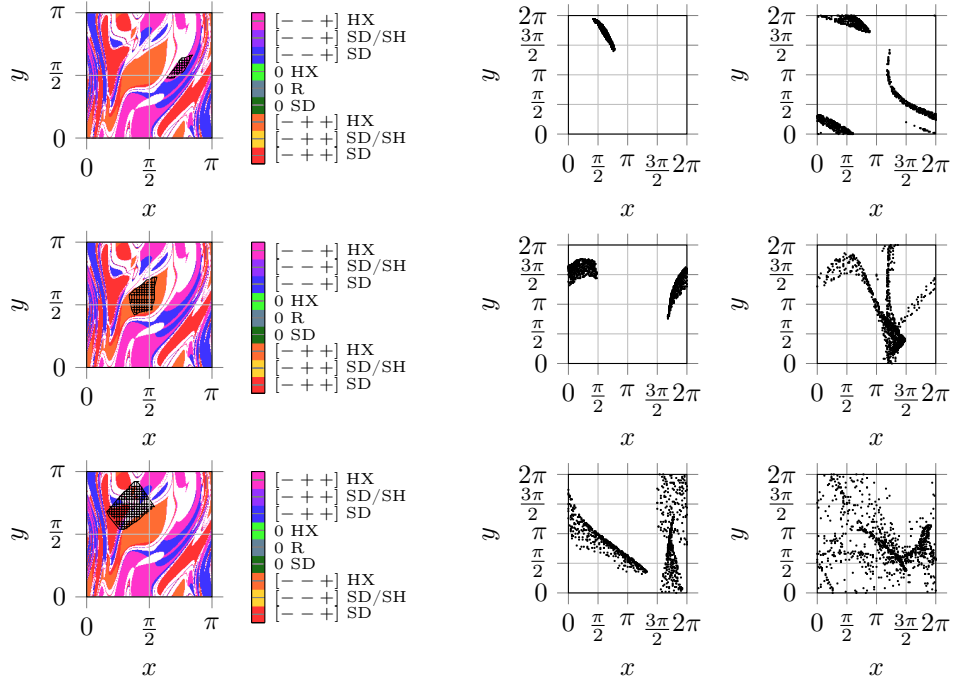 π
y π/2
0
0 π/2 π
x
[− − +] HX
[− − +] SD/SH
[− − +] SD
0 HX
0 R
0 SD
[− + +] HX
[− + +] SD/SH
[− + +] SD
2π
3π/2
y π
π/2
0
0 π/2 π 3π/2 2π
x
2π
3π/2
π
π/2
0
0 π/2 π 3π/2 2π
x
π
y π/2
0
0 π/2 π
x
[− − +] HX
[− − +] SD/SH
[− − +] SD
0 HX
0 R
0 SD
[− + +] HX
[− + +] SD/SH
[− + +] SD
2π
3π/2
y π
π/2
0
0 π/2 π 3π/2 2π
x
2π
3π/2
π
π/2
0
0 π/2 π 3π/2 2π
x
π
y π/2
0
0 π/2 π
x
[− + +] HX
[− + +] SD/SH
[− + +] SD
0 HX
0 R
0 SD
[− − +] HX
[− − +] SD/SH
[− − +] SD
2π
3π/2
y π
π/2
0
0 π/2 π 3π/2 2π
x
2π
3π/2
π
π/2
0
0 π/2 π 3π/2 2π
x